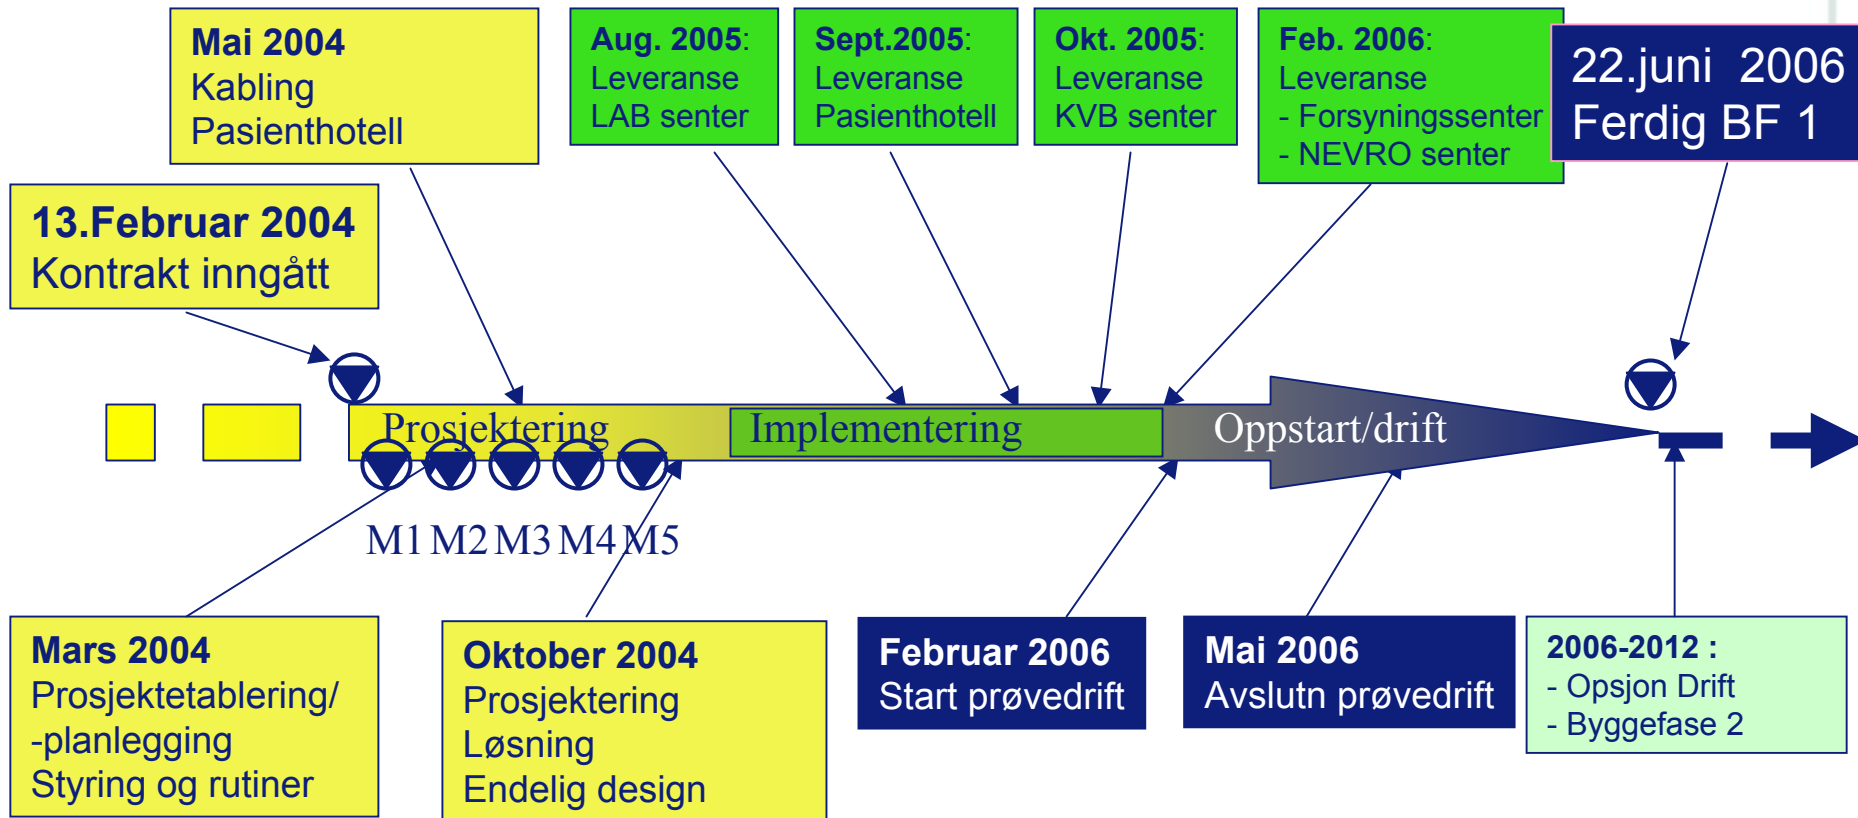 Mai 2004
Kabling
Pasienthotell
Aug. 2005:
Leveranse
LAB senter
Sept.2005:
Leveranse
Pasienthotell
Okt. 2005:
Leveranse
KVB senter
Feb. 2006:
Leveranse
- Forsyningssenter
- NEVRO senter
22.juni 2006
Ferdig BF 1
13.Februar 2004
Kontrakt inngått
Prosjektering
Implementering
Oppstart/drift
M1 M2 M3 M4 M5
Mars 2004
Prosjektetablering/
-planlegging
Styring og rutiner
Oktober 2004
Prosjektering
Løsning
Endelig design
Februar 2006
Start prøvedrift
Mai 2006
Avslutn prøvedrift
2006-2012 :
- Opsjon Drift
- Byggefase 2